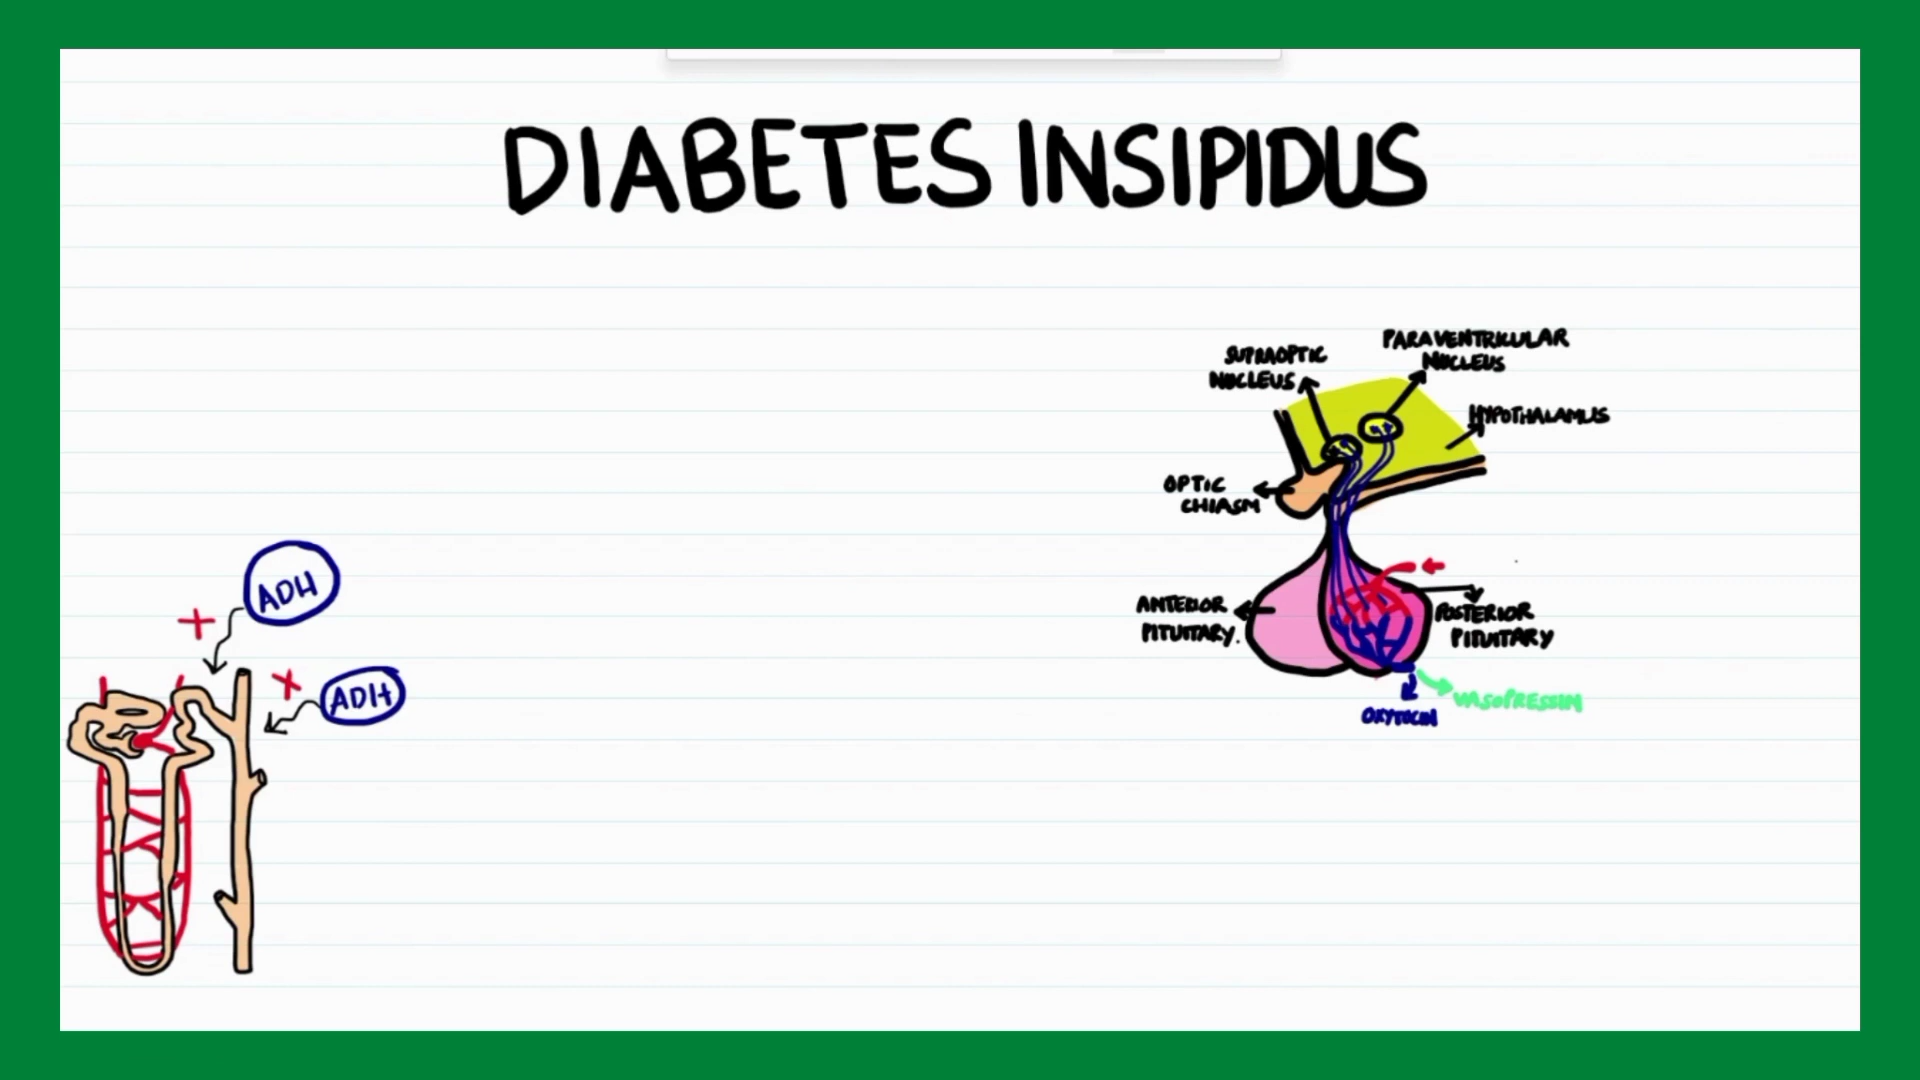 DIABETES INSIPIDUS
SUPRAOPTIC
NUCLEUS
PARAVENTRICULAR
NUCLEUS
HYPOTHALAMUS
OPTIC
CHIASM
ADH
ADH
ANTERIOR
PITUITARY.
POSTERIOR
PITUITARY
VASOPRESSIN
OXYTOCIN